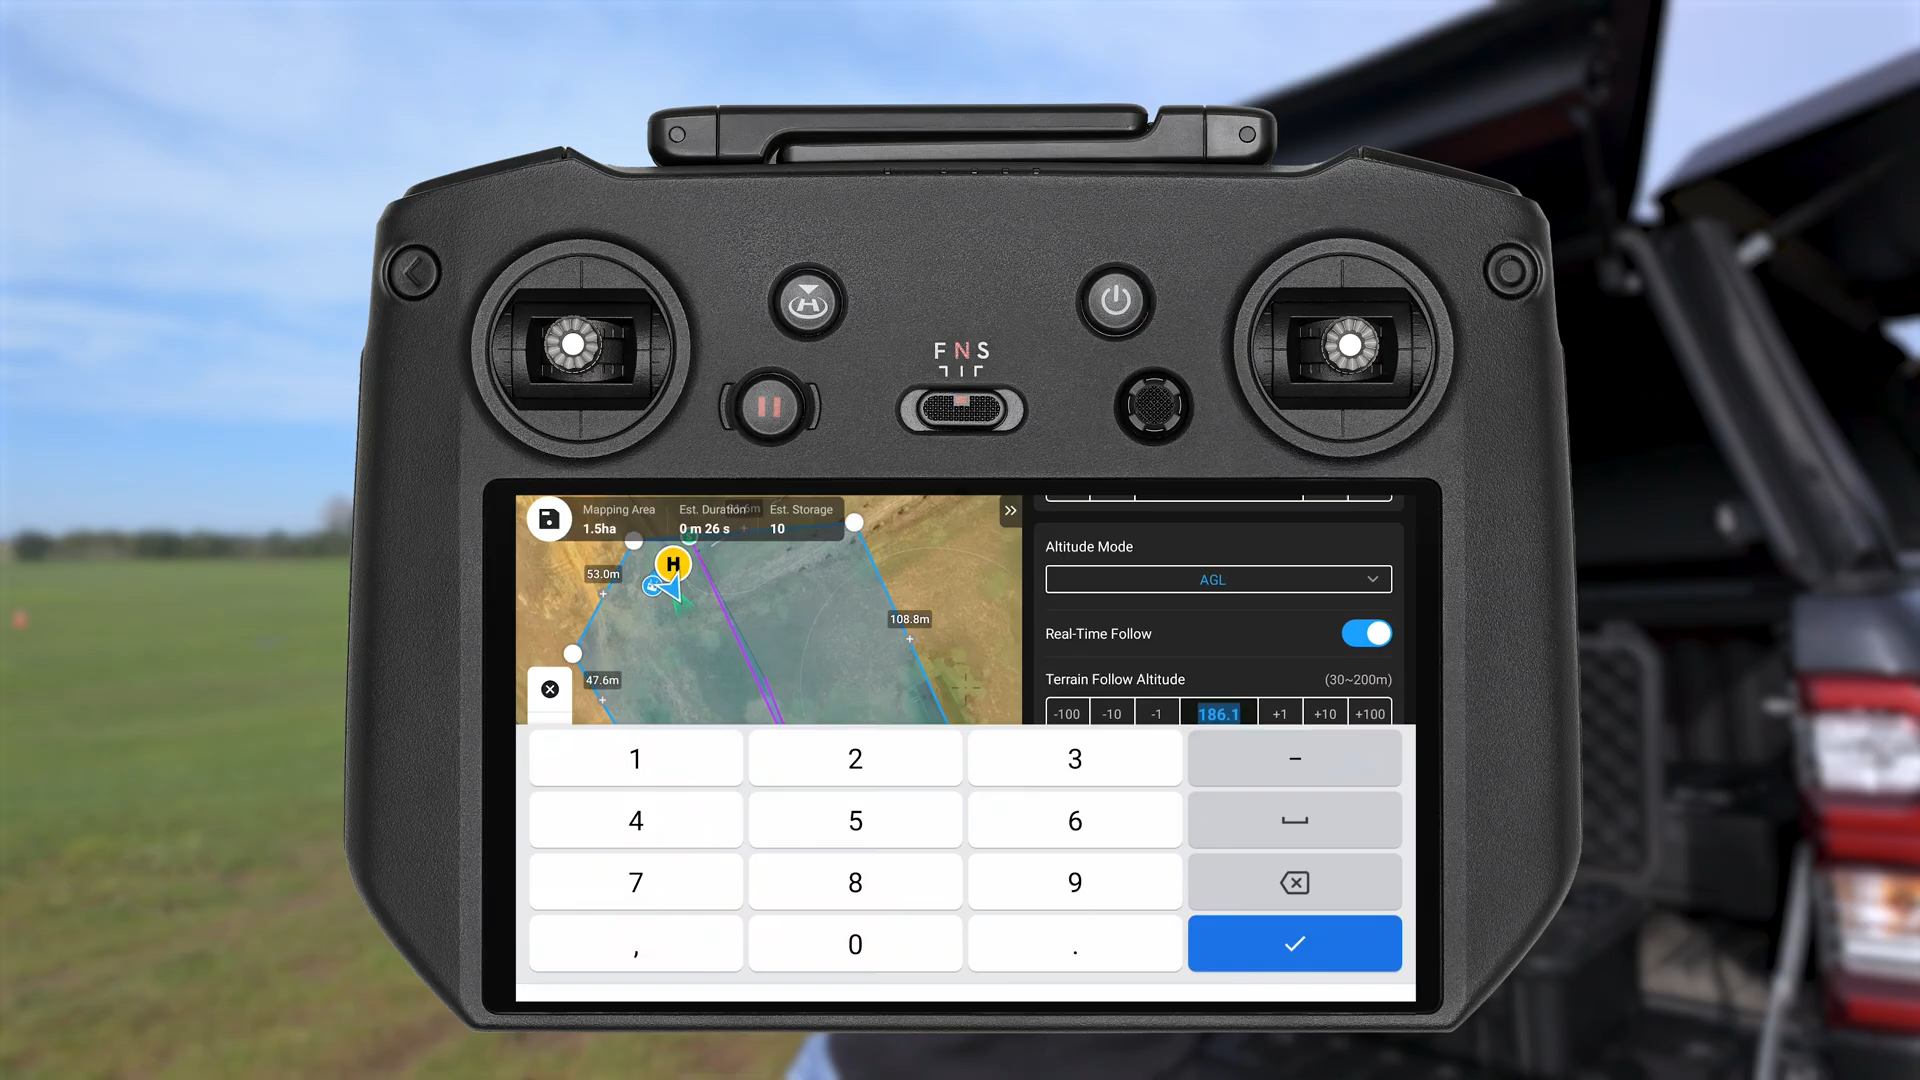 F N S
Mapping Area
1.5ha
Est. Duration
0 m 26 s
Est. Storage
10
H
53.0m
108.8m
47.6m
Altitude Mode
AGL
Real-Time Follow
Terrain Follow Altitude
(30~200m)
-100 -10 -1 186.1 +1 +10 +100
1 2 3 -
4 5 6
7 8 9
, 0 .